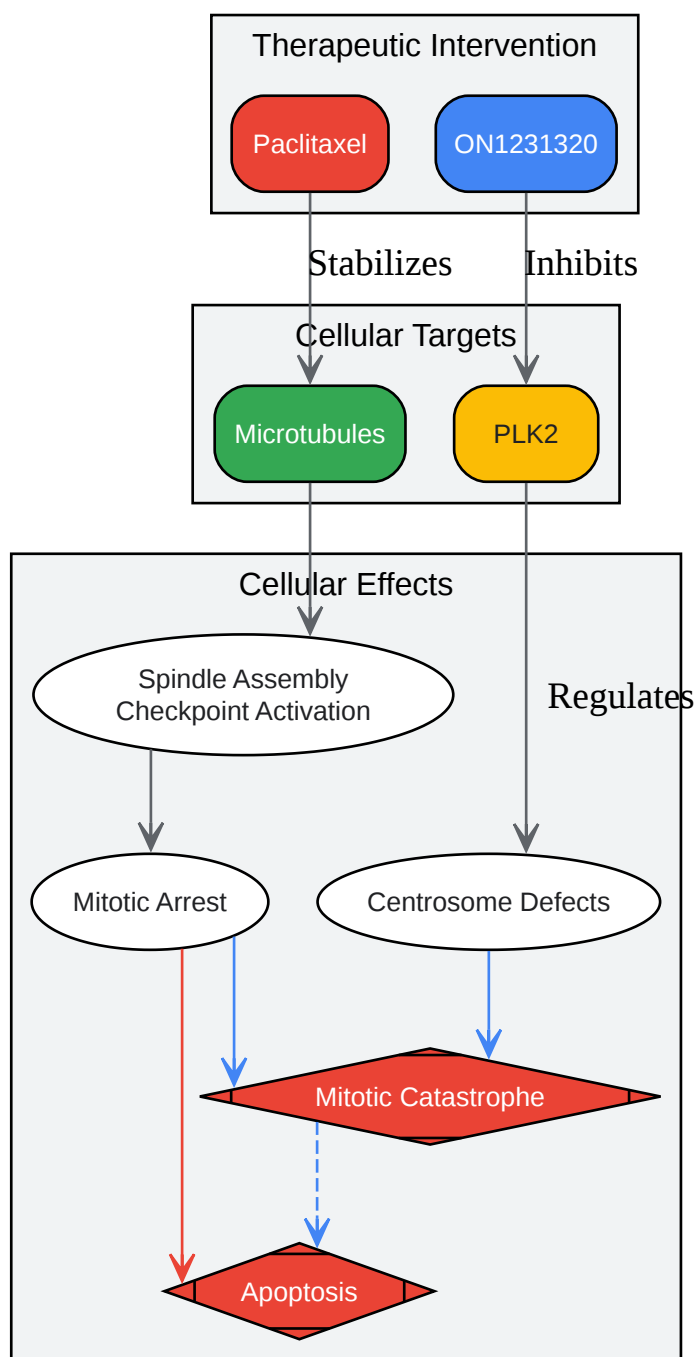 Therapeutic Intervention
Paclitaxel
ON1231320
Stabilizes
Inhibits
Cellular Targets
Microtubules
PLK2
Cellular Effects
Spindle Assembly
Checkpoint Activation
Regulates
Mitotic Arrest
Centrosome Defects
Mitotic Catastrophe
Apoptosis